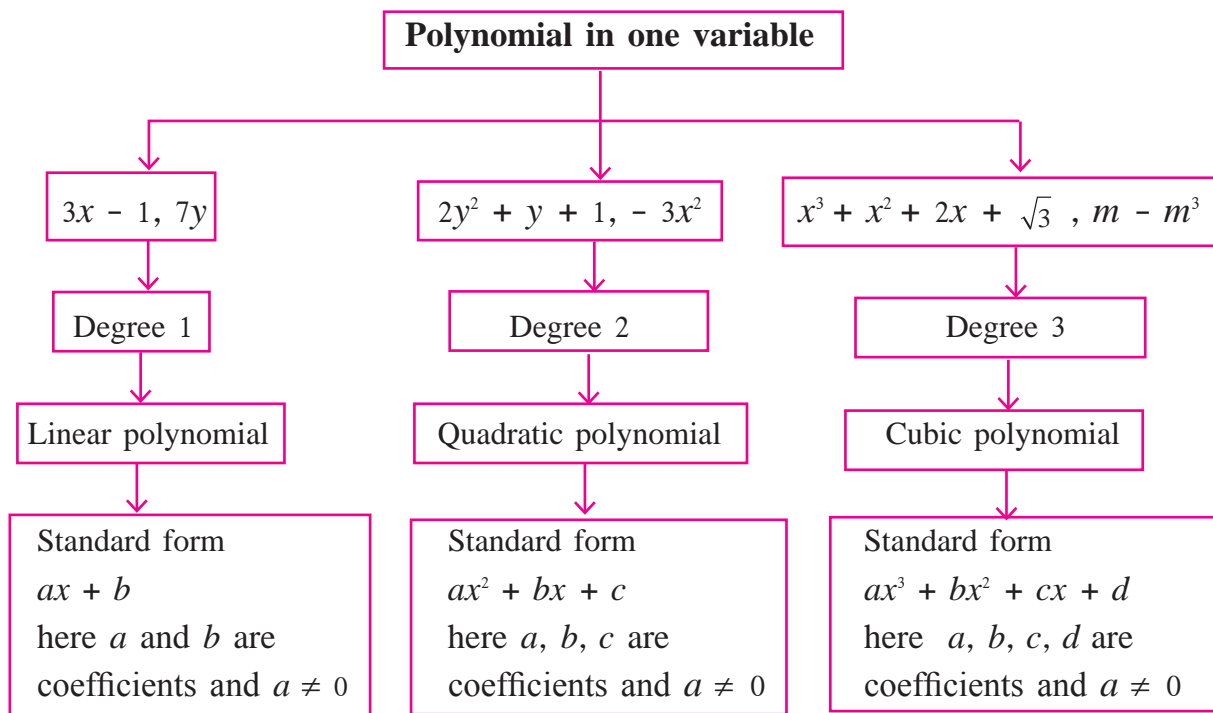 Polynomial in one variable
3x − 1, 7y
2y² + y + 1, − 3x²
x³ + x² + 2x + √3 , m − m³
Degree 1
Degree 2
Degree 3
Linear polynomial
Quadratic polynomial
Cubic polynomial
Standard form
ax + b
here a and b are
coefficients and a ≠ 0
Standard form
ax² + bx + c
here a, b, c are
coefficients and a ≠ 0
Standard form
ax³ + bx² + cx + d
here a, b, c, d are
coefficients and a ≠ 0